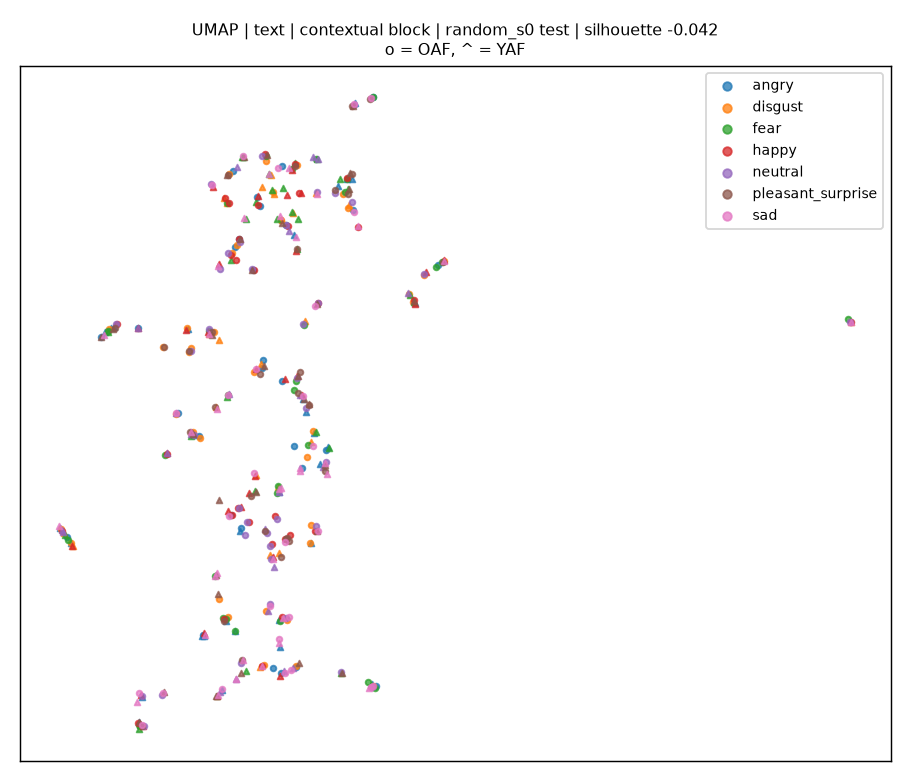 UMAP | text | contextual block | random_s0 test | silhouette -0.042
o = OAF, ^ = YAF
angry
disgust
fear
happy
neutral
pleasant_surprise
sad